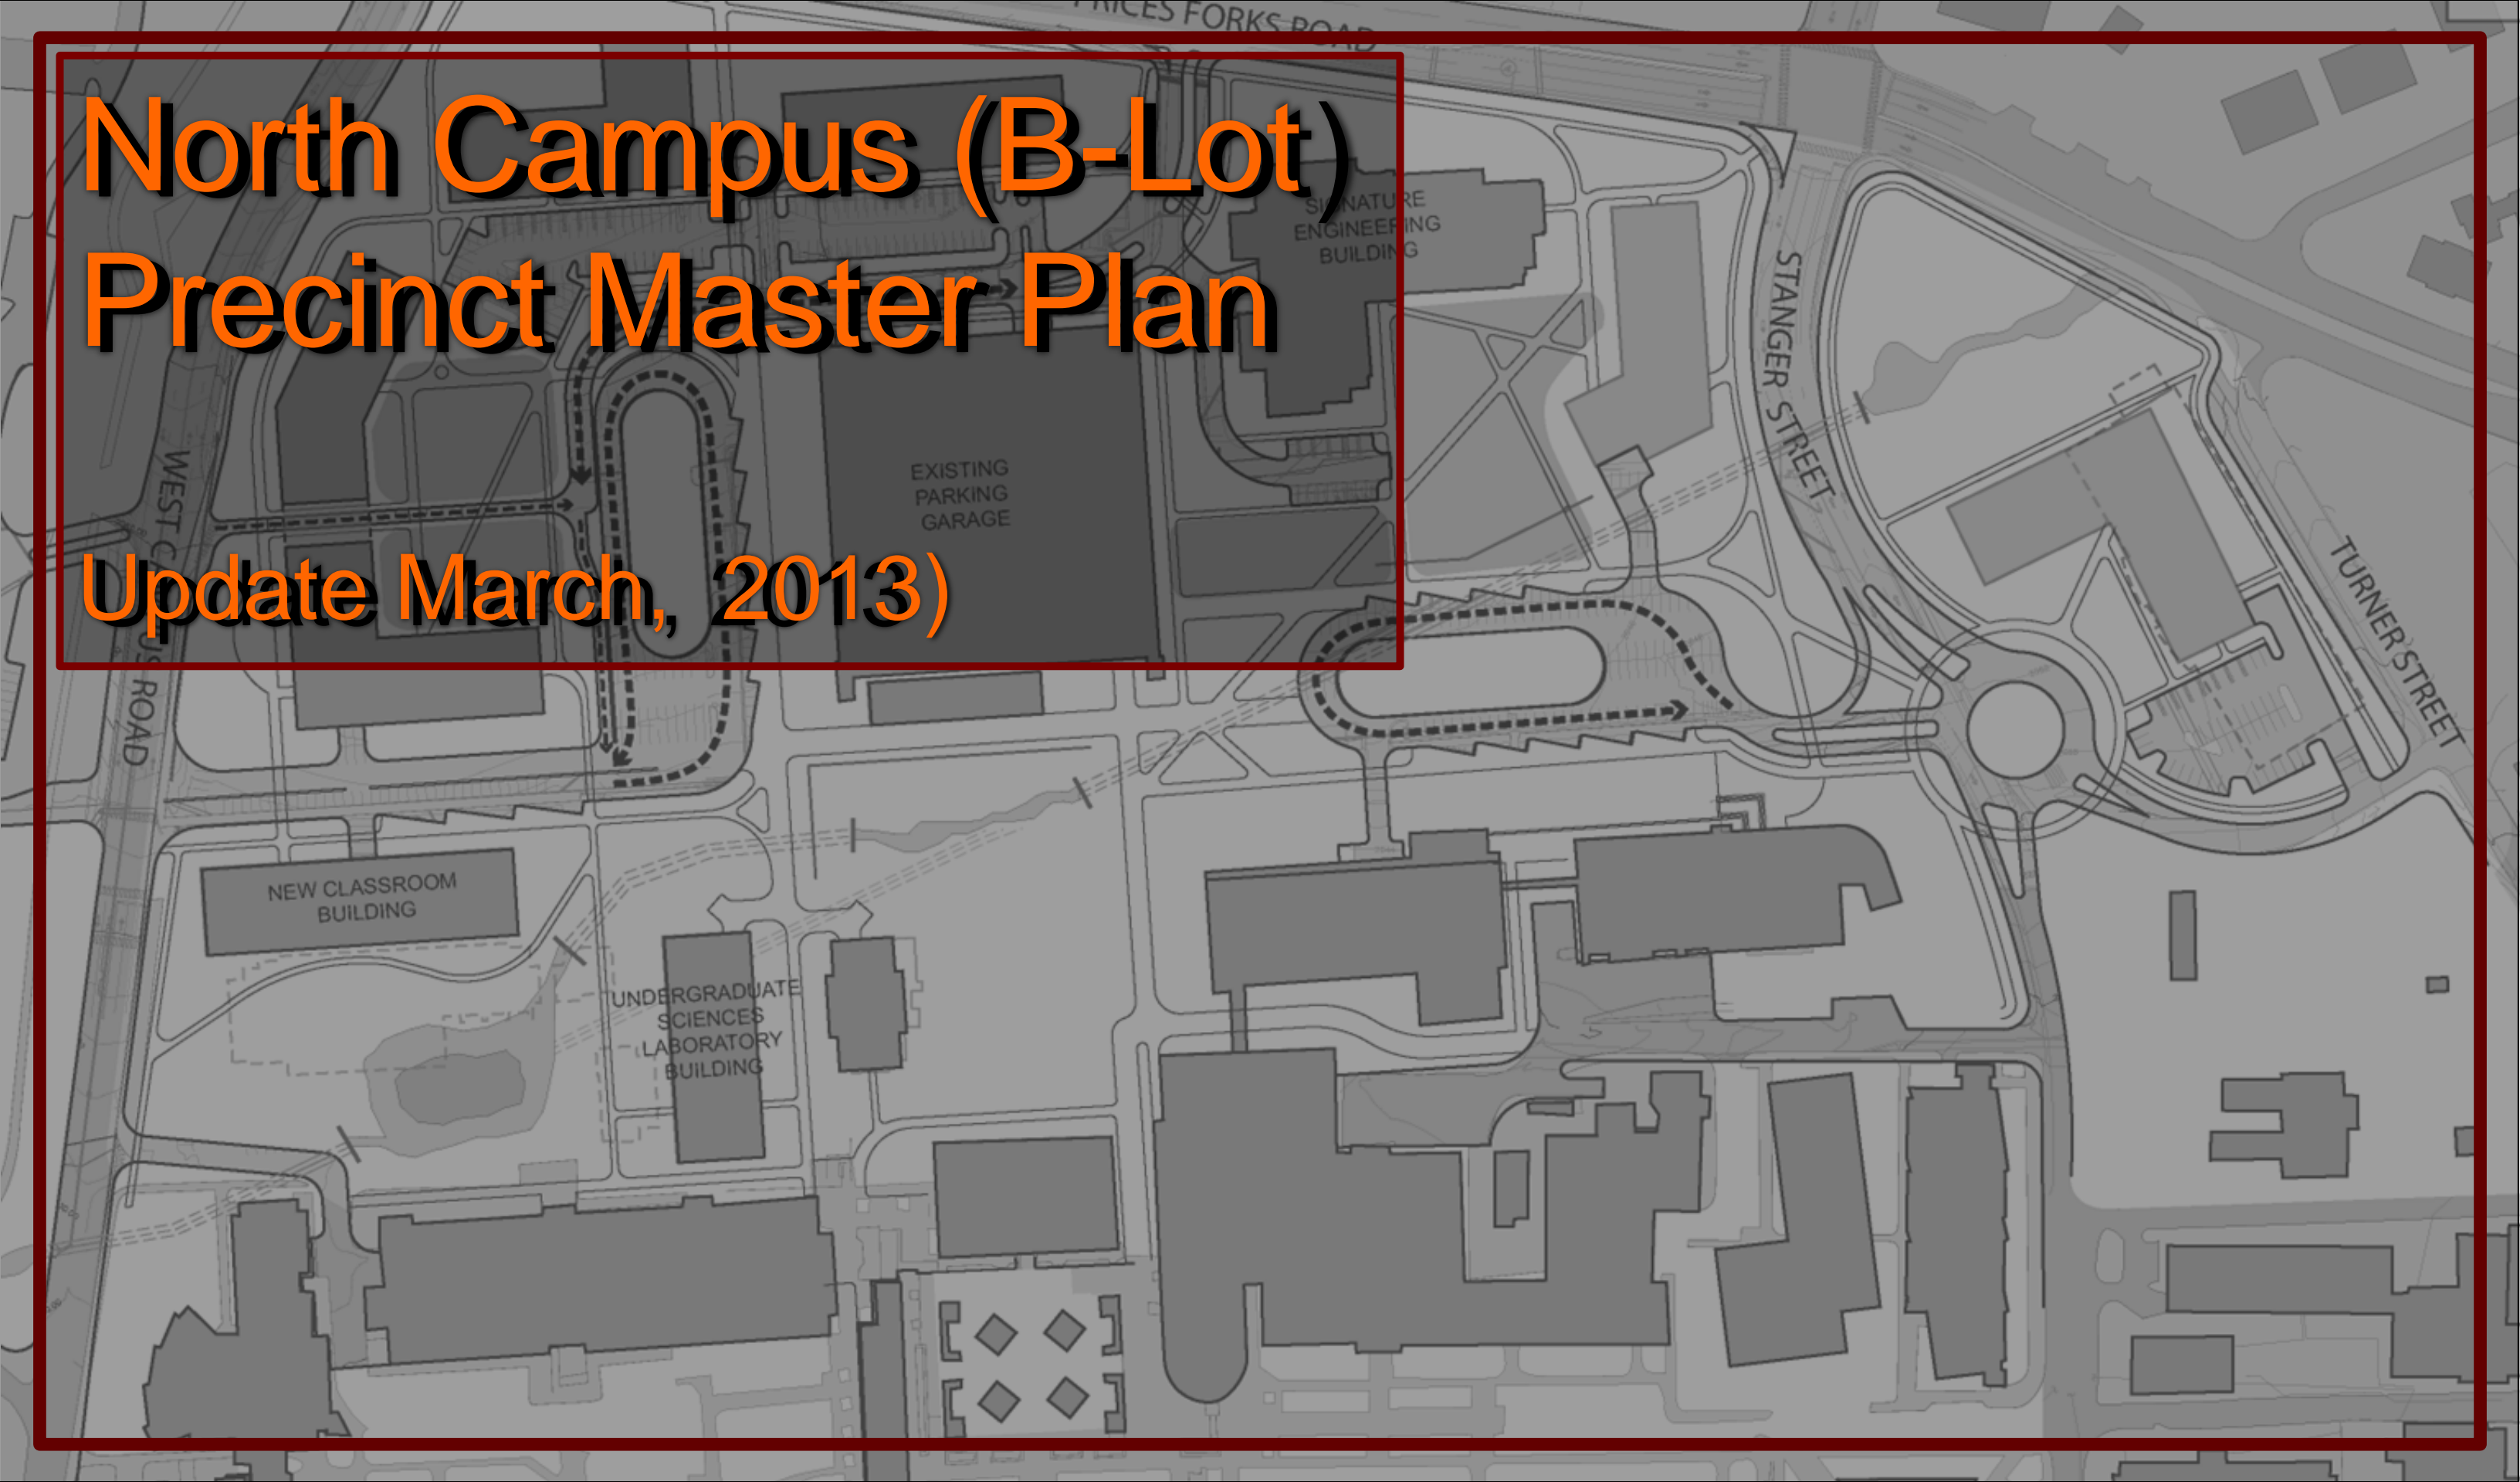 PRICES FORKS ROAD
North Campus (B-Lot)
Precinct Master Plan
Update March, 2013)
SIGNATURE
ENGINEERING
BUILDING
STANGER STREET
EXISTING
PARKING
GARAGE
WEST CAMPUS ROAD
TURNER STREET
NEW CLASSROOM
BUILDING
UNDERGRADUATE
SCIENCES
LABORATORY
BUILDING